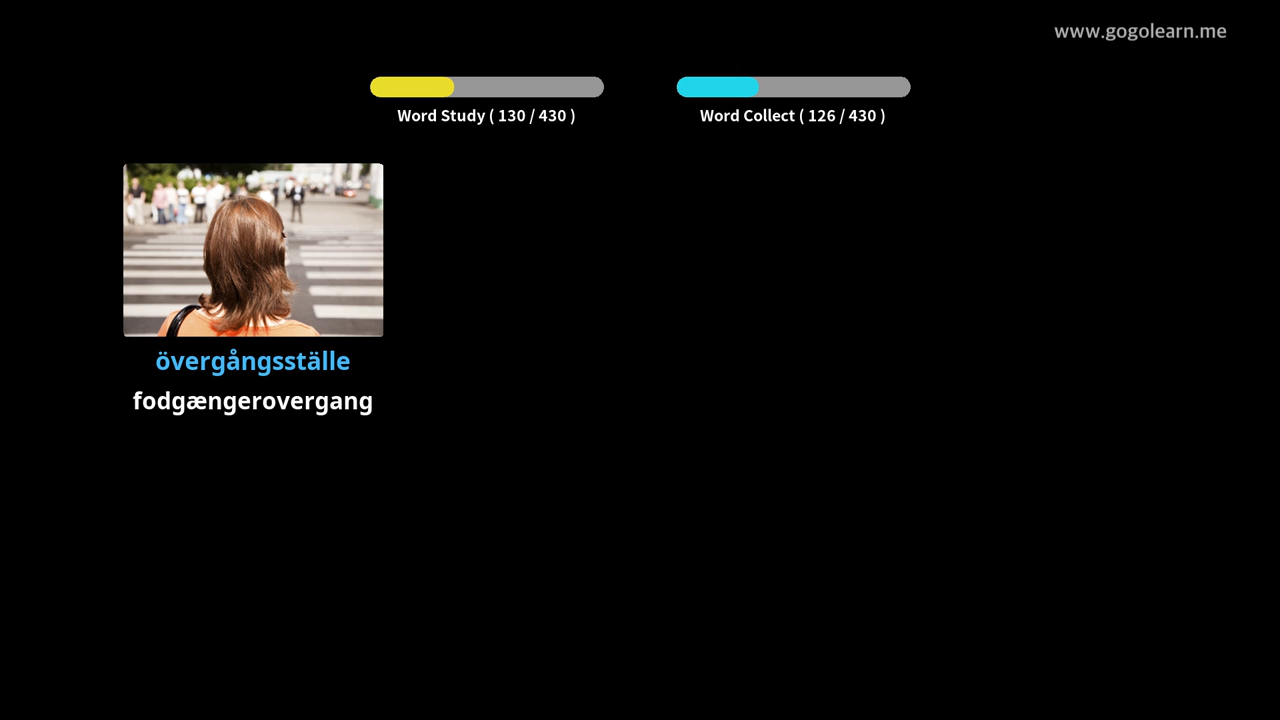 www.gogolearn.me
Word Study ( 130 / 430 )
Word Collect ( 126 / 430 )
övergångsställe
fodgængerovergang